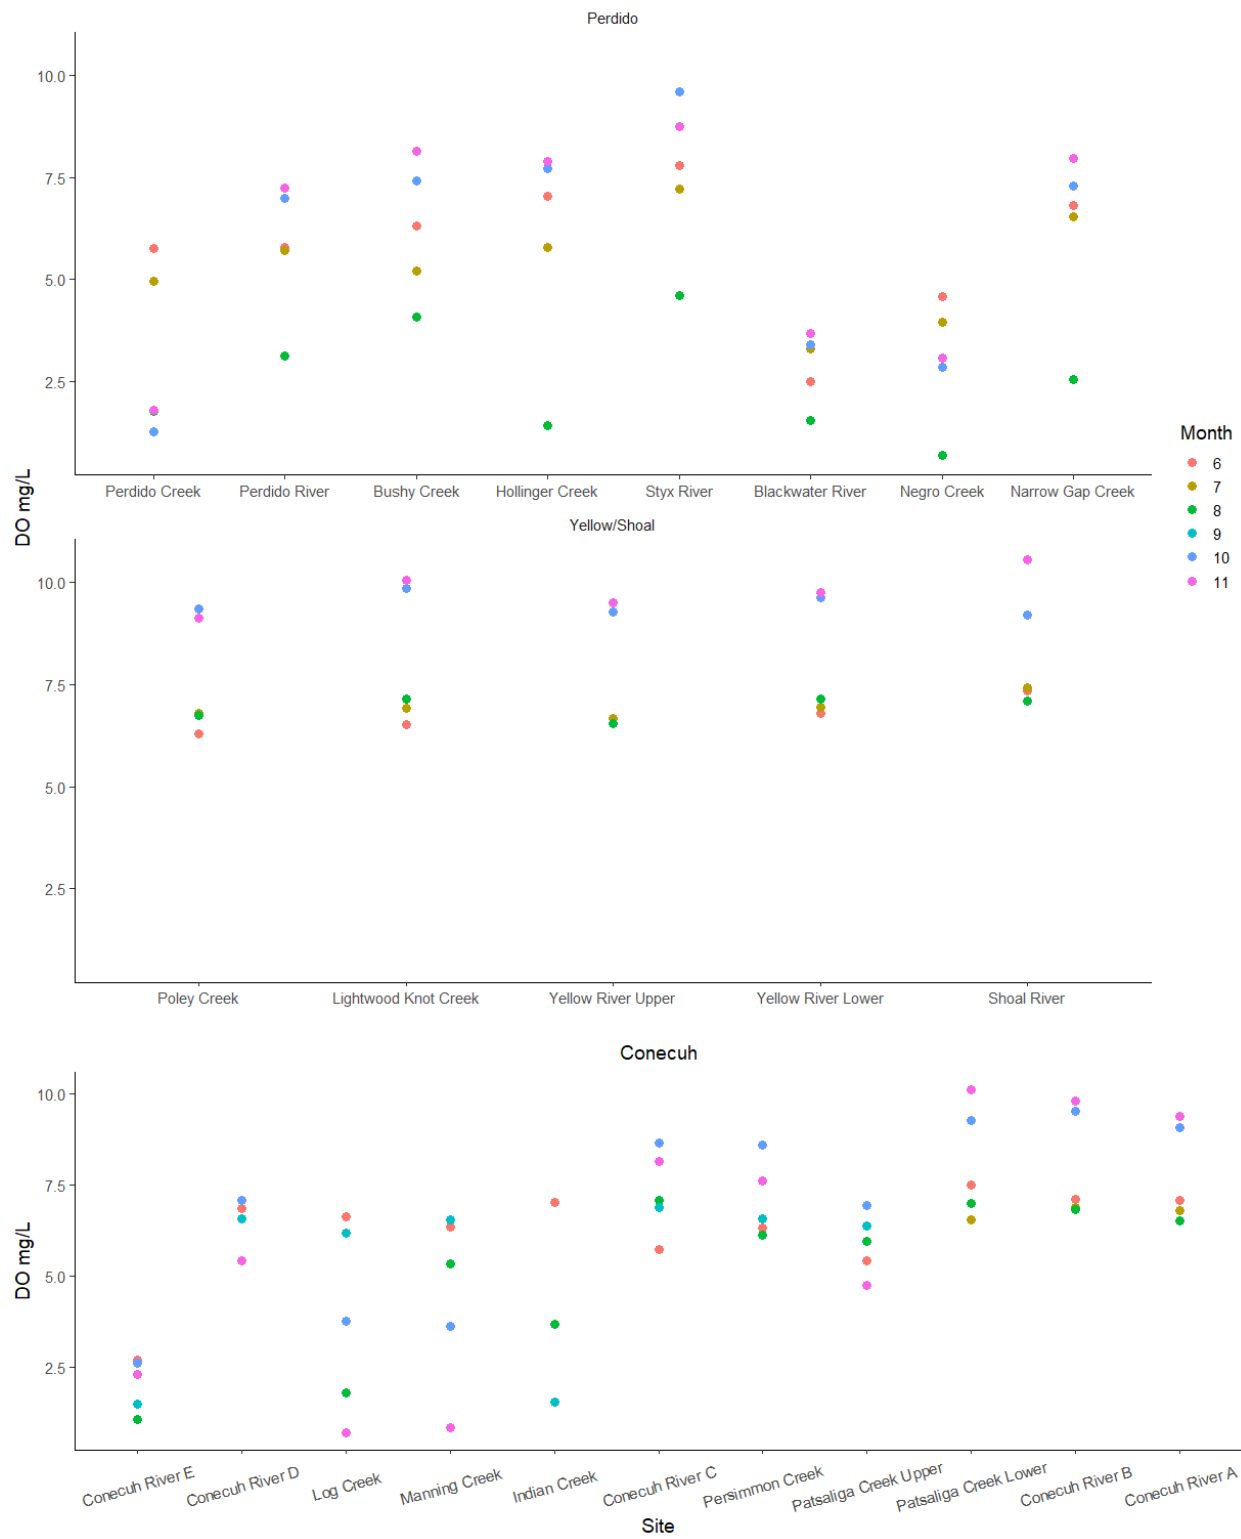 Perdido
10.0
7.5
5.0
2.5
Perdido Creek Perdido River Bushy Creek Hollinger Creek Styx River Blackwater River Negro Creek Narrow Gap Creek
DO mg/L
Yellow/Shoal
10.0
7.5
5.0
2.5
Poley Creek Lightwood Knot Creek Yellow River Upper Yellow River Lower Shoal River
Month
6
7
8
9
10
11
Conecuh
10.0
7.5
5.0
2.5
DO mg/L
Conecuh River E Conecuh River D Log Creek Manning Creek Indian Creek Conecuh River C Persimmon Creek Patsaliga Creek Upper Patsaliga Creek Lower Conecuh River B Conecuh River A
Site